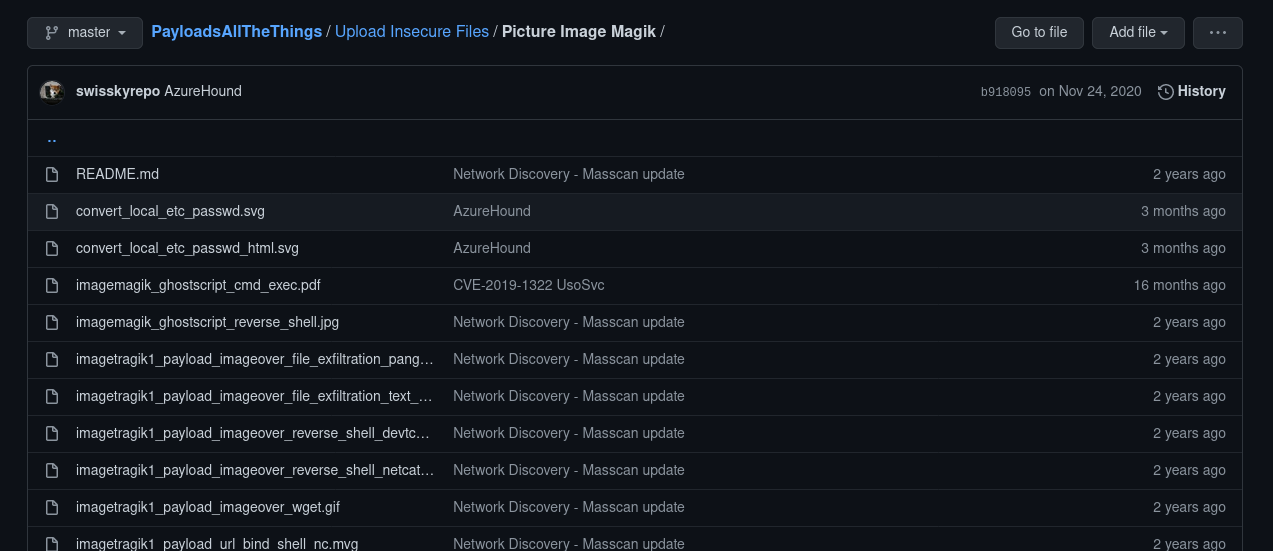 master PayloadsAllTheThings / Upload Insecure Files / Picture Image Magik / Go to file Add file ...
swisskyrepo AzureHound b918095 on Nov 24, 2020 History
..
README.md Network Discovery - Masscan update 2 years ago
convert_local_etc_passwd.svg AzureHound 3 months ago
convert_local_etc_passwd_html.svg AzureHound 3 months ago
imagemagik_ghostscript_cmd_exec.pdf CVE-2019-1322 UsoSvc 16 months ago
imagemagik_ghostscript_reverse_shell.jpg Network Discovery - Masscan update 2 years ago
imagetragik1_payload_imageover_file_exfiltration_pang... Network Discovery - Masscan update 2 years ago
imagetragik1_payload_imageover_file_exfiltration_text_... Network Discovery - Masscan update 2 years ago
imagetragik1_payload_imageover_reverse_shell_devtc... Network Discovery - Masscan update 2 years ago
imagetragik1_payload_imageover_reverse_shell_netcat... Network Discovery - Masscan update 2 years ago
imagetragik1_payload_imageover_wget.gif Network Discovery - Masscan update 2 years ago
imagetragik1_payload_url_bind_shell_nc.mvg Network Discovery - Masscan update 2 years ago